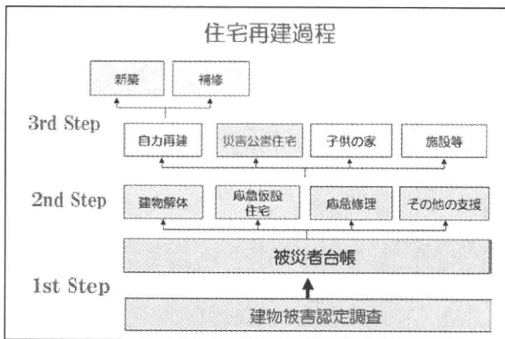 住宅再建過程
新築
補修
3rd Step
自力再建
災害公営住宅
子供の家
施設等
2nd Step
建物解体
応急仮設
住宅
応急修理
その他の支援
被災者台帳
1st Step
建物被害認定調査